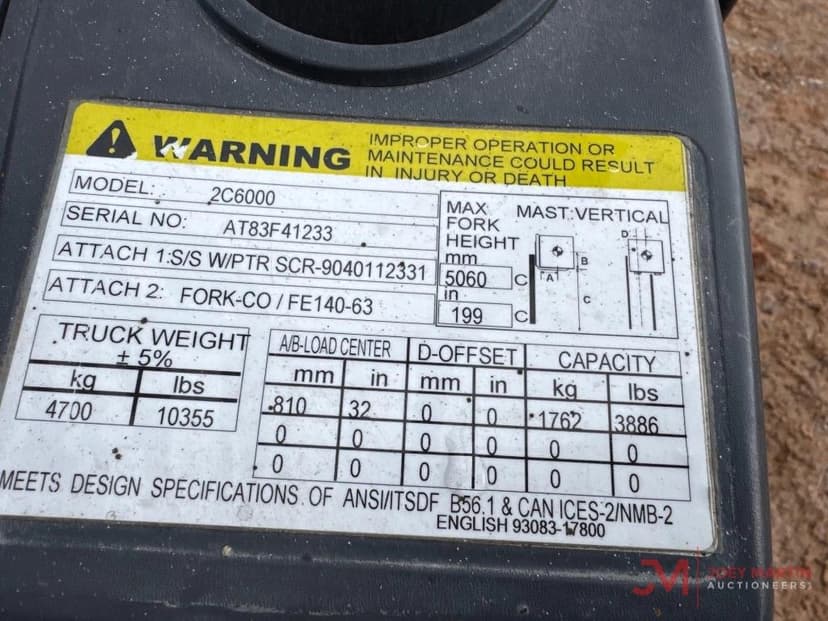 WARNING
IMPROPER OPERATION OR
MAINTENANCE COULD RESULT
IN INJURY OR DEATH
MODEL: 2C6000
SERIAL NO: AT83F41233
ATTACH 1:S/S W/PTR SCR-9040112331
ATTACH 2: FORK-CO / FE140-63
MAX MAST:VERTICAL
FORK
HEIGHT
mm
5060 C
in
199 C
D
A B
C
TRUCK WEIGHT
± 5%
kg lbs
4700 10355
A/B-LOAD CENTER D-OFFSET CAPACITY
mm in mm in kg lbs
810 32 0 0 1762 3886
0 0 0 0 0 0
0 0 0 0 0 0
MEETS DESIGN SPECIFICATIONS OF ANSI/ITSDF B56.1 & CAN ICES-2/NMB-2
ENGLISH 93083-17800
JM JOEY MARTIN
AUCTIONEERS